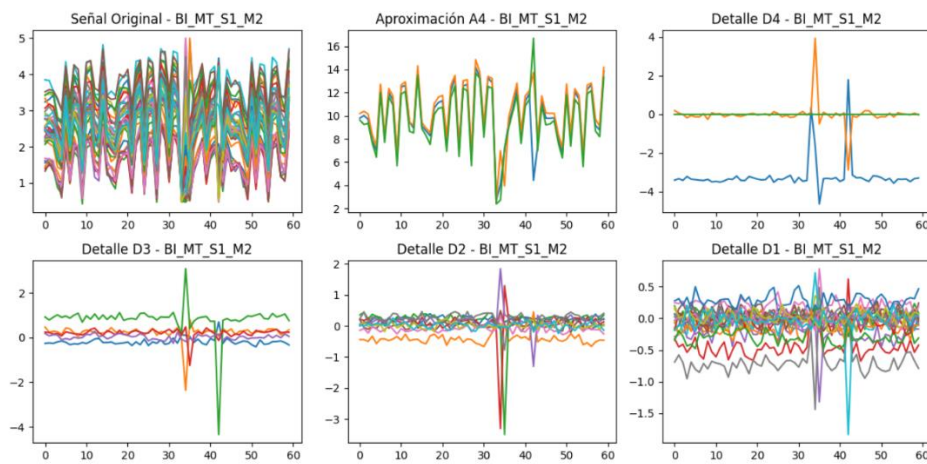 Señal Original - BI_MT_S1_M2
5
4
3
2
1
0 10 20 30 40 50 60
Aproximación A4 - BI_MT_S1_M2
16
14
12
10
8
6
4
2
0 10 20 30 40 50 60
Detalle D4 - BI_MT_S1_M2
4
2
0
−2
−4
0 10 20 30 40 50 60
Detalle D3 - BI_MT_S1_M2
2
0
−2
−4
0 10 20 30 40 50 60
Detalle D2 - BI_MT_S1_M2
2
1
0
−1
−2
−3
0 10 20 30 40 50 60
Detalle D1 - BI_MT_S1_M2
0.5
0.0
−0.5
−1.0
−1.5
0 10 20 30 40 50 60